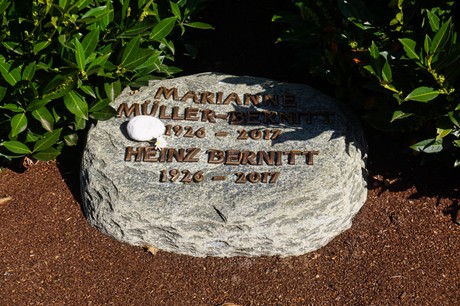 MARIANNE
MÜLLER-BERNITT
1926 - 2017
HEINZ BERNITT
1926 - 2017